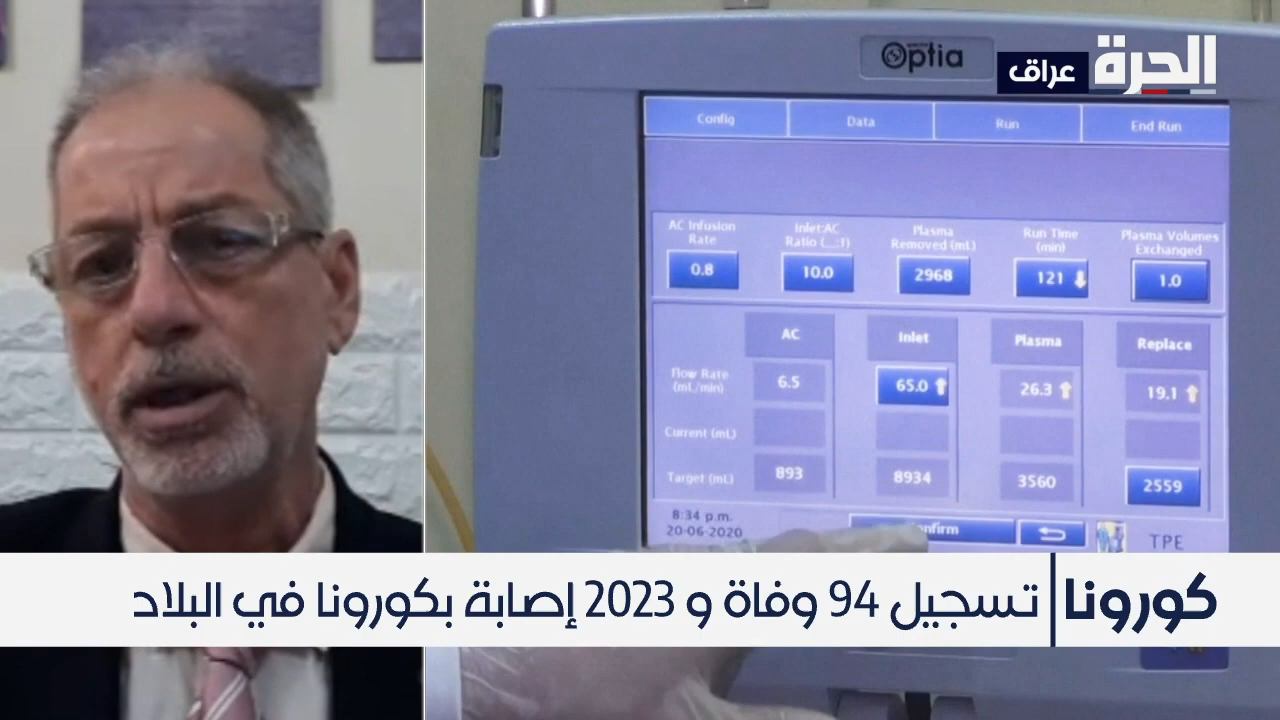 الحرة
عراق
Optia
Config Data Run End Run
AC Infusion Rate
Inlet:AC Ratio (...:1)
Plasma Removed (mL)
Run Time (min)
Plasma Volumes Exchanged
0.8 10.0 2968 121 1.0
AC Inlet Plasma Replace
Flow Rate (mL/min) 6.5 65.0 26.3 19.1
Current (mL)
Target (mL) 893 8934 3560 2559
8:34 p.m.
20-06-2020
TPE
كورونا
تسجيل 94 وفاة و 2023 إصابة بكورونا في البلاد